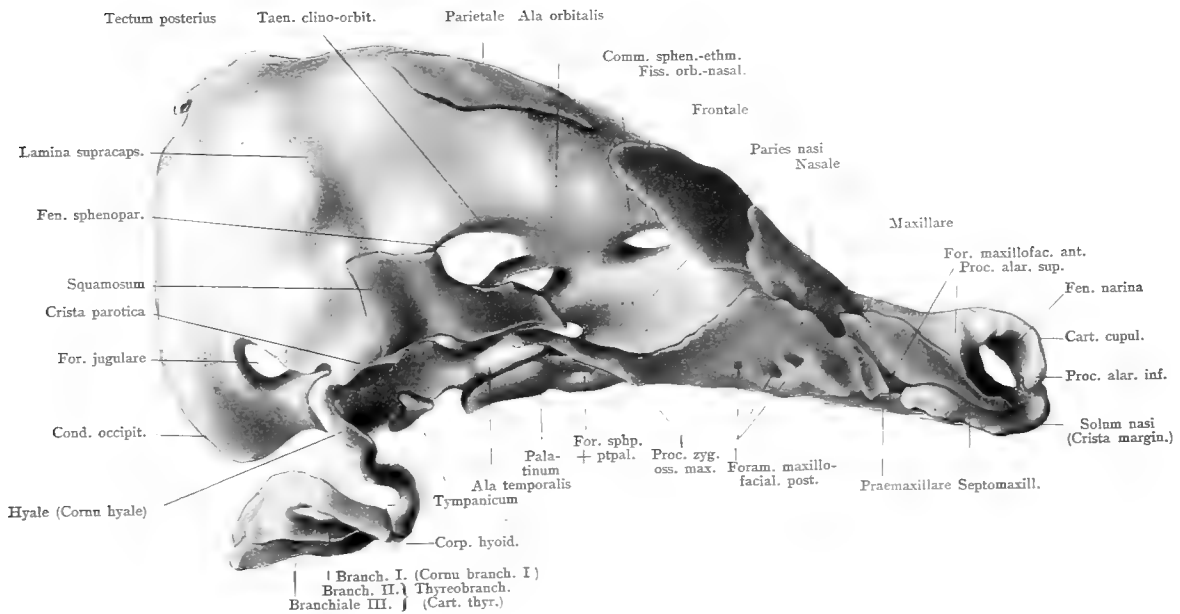 Tectum posterius
Taen. clino-orbit.
Parietale
Ala orbitalis
Comm. sphen.-ethm.
Fiss. orb.-nasal.
Frontale
Paries nasi
Nasale
Maxillare
For. maxillofac. ant.
Proc. alar. sup.
Fen. narina
Cart. cupul.
Proc. alar. inf.
Solum nasi
(Crista margin.)
Lamina supracaps.
Fen. sphenopar.
Squamosum
Crista parotica
For. jugulare
Cond. occipit.
Hyale (Cornu hyale)
Tympanicum
Ala temporalis
Pala-
tinum
For. sphp.
+ ptpal.
Proc. zyg.
oss. max.
Foram. maxillo-
facial. post.
Praemaxillare
Septomaxill.
Corp. hyoid.
Branch. I. (Cornu branch. I)
Branch. II. } Thyreobranch.
Branchiale III. } (Cart. thyr.)